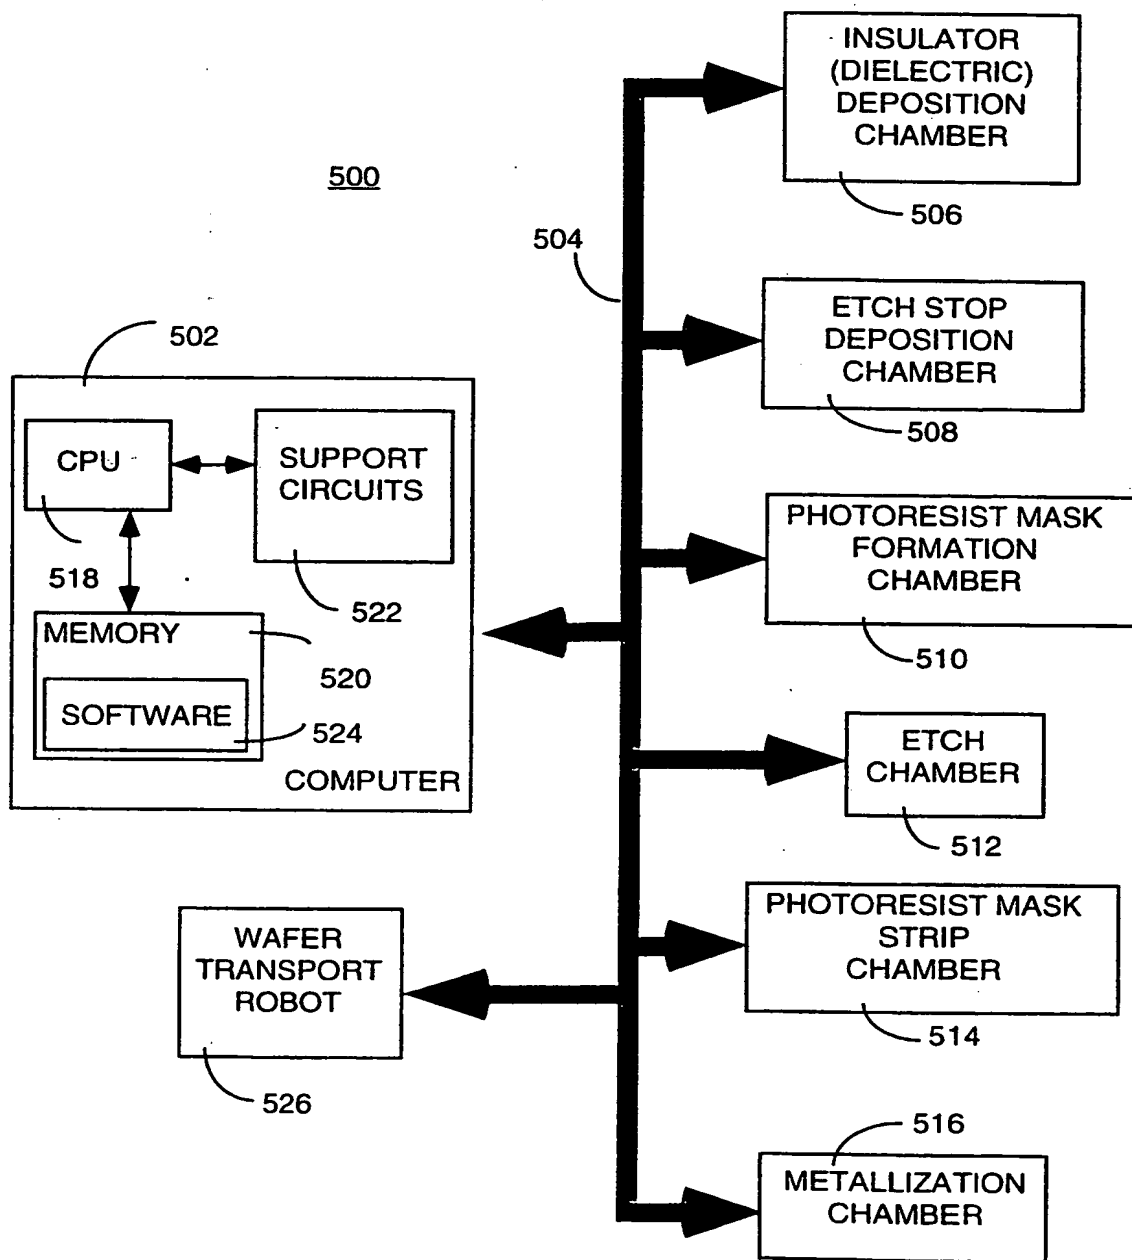 500
INSULATOR
(DIELECTRIC)
DEPOSITION
CHAMBER
506
504
ETCH STOP
DEPOSITION
CHAMBER
508
502
CPU
518
SUPPORT
CIRCUITS
522
MEMORY
520
SOFTWARE
524
COMPUTER
PHOTORESIST MASK
FORMATION
CHAMBER
510
ETCH
CHAMBER
512
WAFER
TRANSPORT
ROBOT
526
PHOTORESIST MASK
STRIP
CHAMBER
514
516
METALLIZATION
CHAMBER